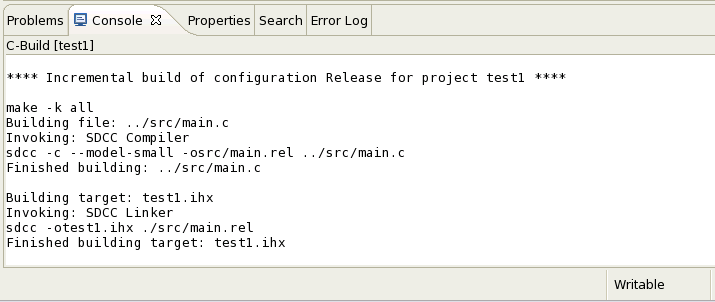 Problems Console Properties Search Error Log
C-Build [test1]
**** Incremental build of configuration Release for project test1 ****
make -k all
Building file: ../src/main.c
Invoking: SDCC Compiler
sdcc -c --model-small -osrc/main.rel ../src/main.c
Finished building: ../src/main.c
Building target: test1.ihx
Invoking: SDCC Linker
sdcc -otest1.ihx ./src/main.rel
Finished building target: test1.ihx
Writable